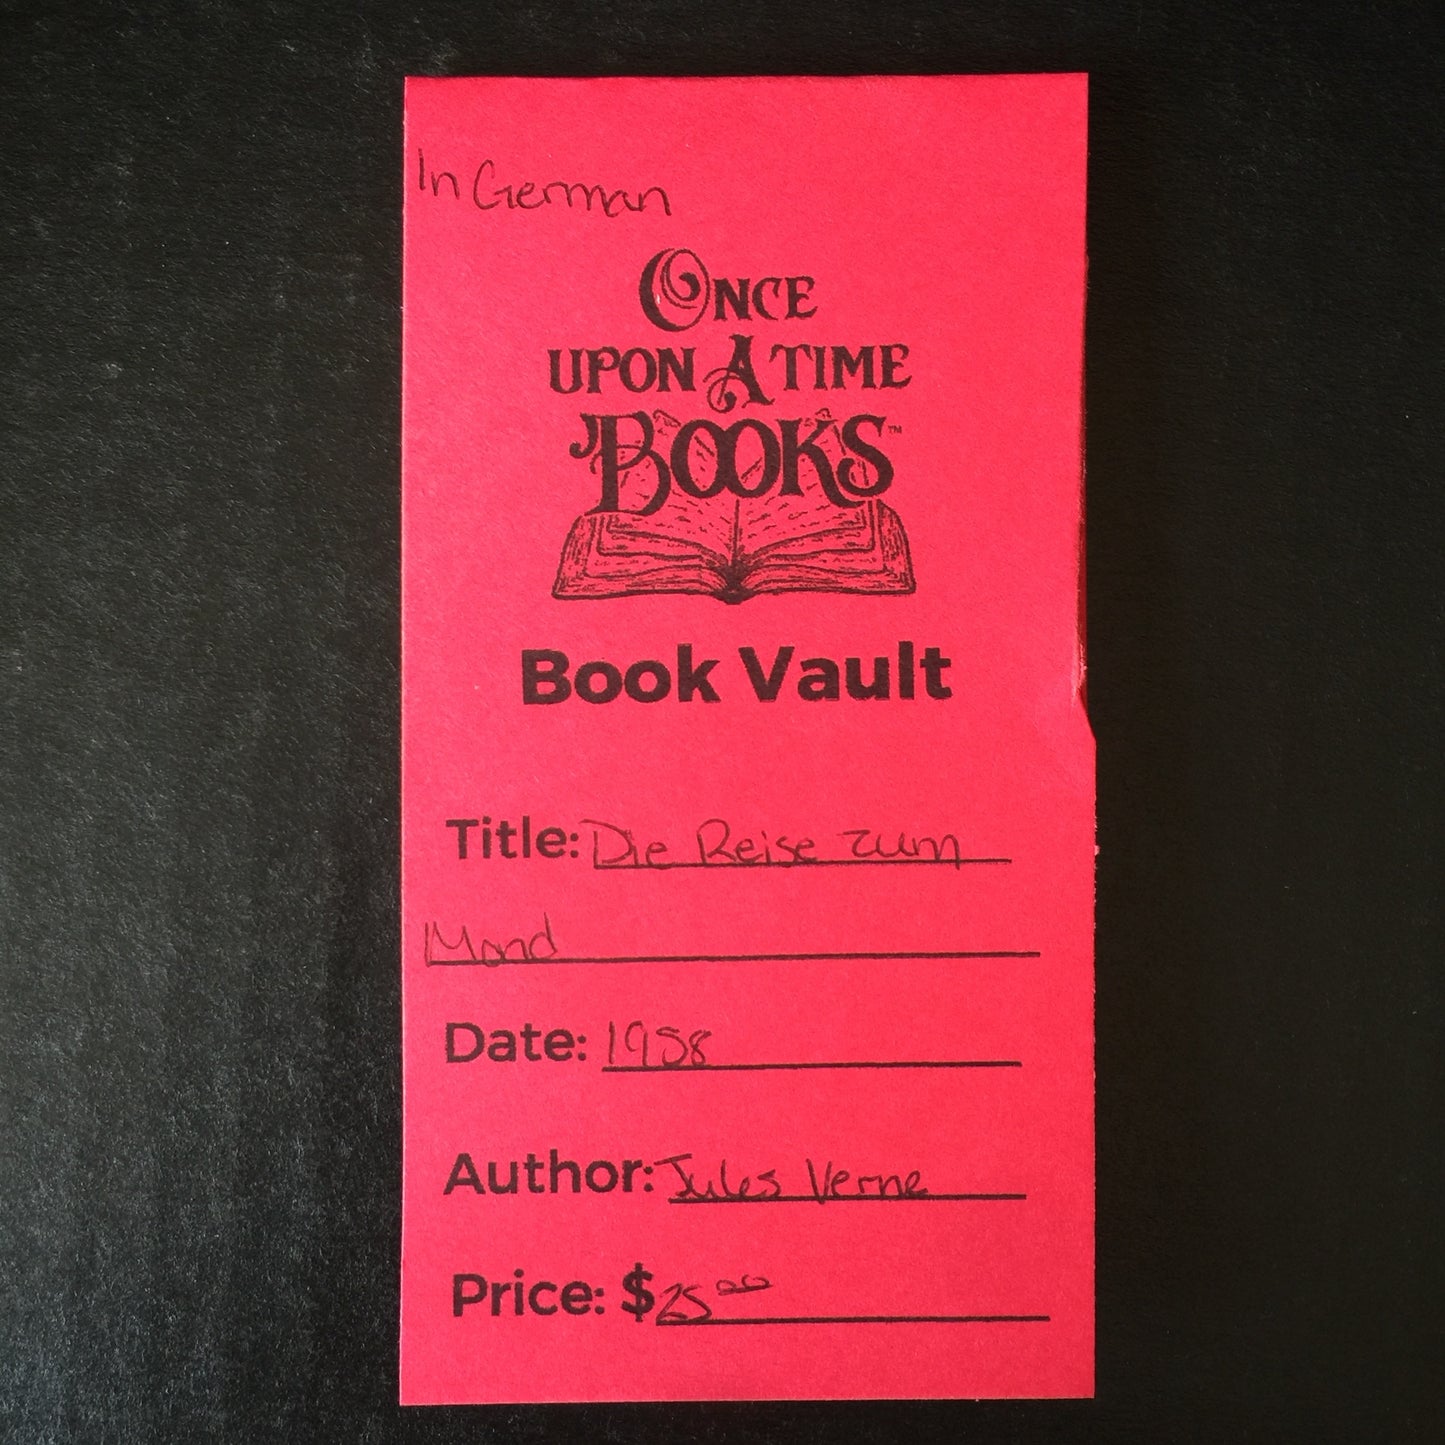 In German
ONCE
UPON A TIME
BOOKS™
Book Vault
Title: Die Reise zum
Mond
Date: 1958
Author: Jules Verne
Price: $25 00